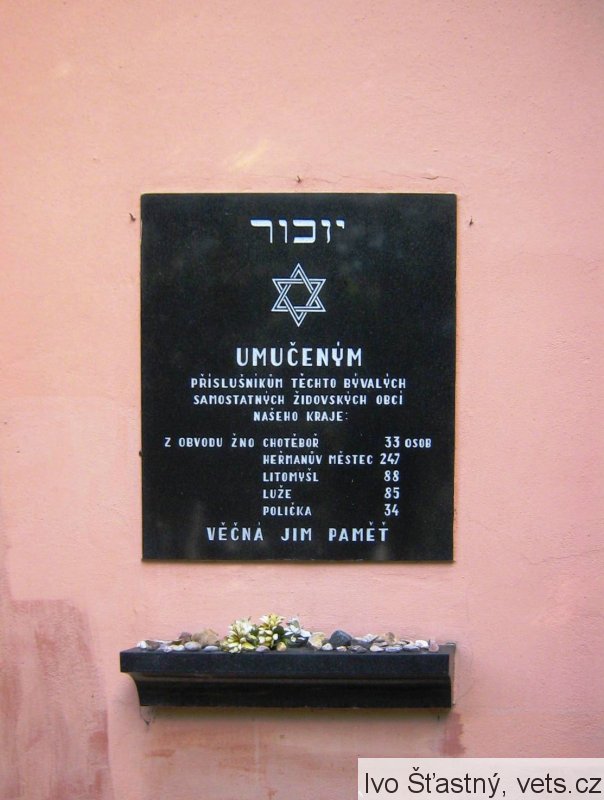 יזכור
UMUČENÝM
PŘÍSLUŠNÍKŮM TĚCHTO BÝVALÝCH
SAMOSTATNÝCH ŽIDOVSKÝCH OBCÍ
NAŠEHO KRAJE:
Z OBVODU ŽNO CHOTĚBOŘ 33 OSOB
HEŘMANŮV MĚSTEC 247
LITOMYŠL 88
LUŽE 85
POLIČKA 34
VĚČNÁ JIM PAMĚŤ
Ivo Šťastný, vets.cz